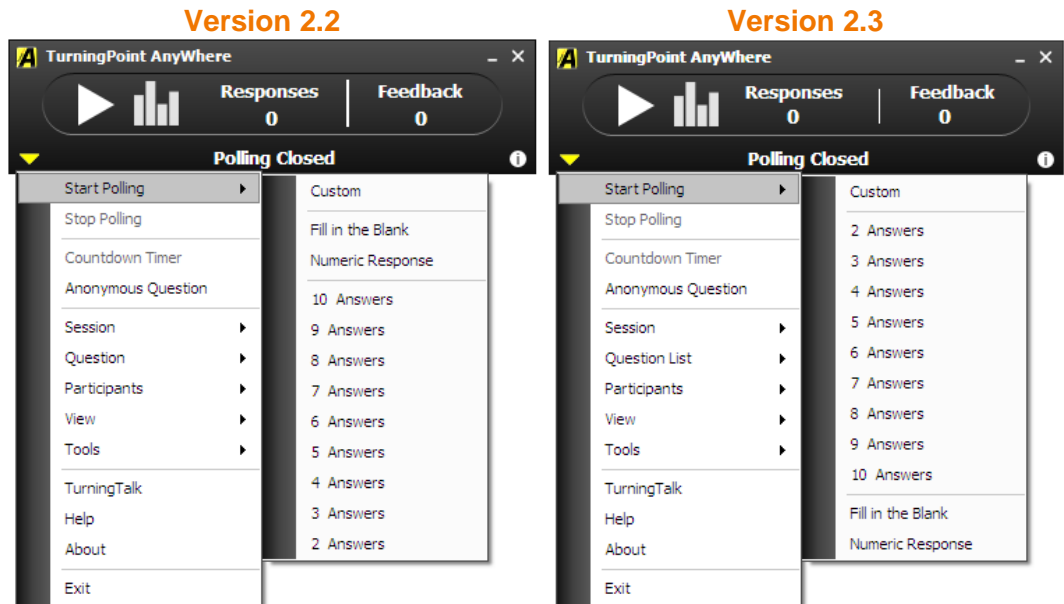 Version 2.2
TurningPoint AnyWhere
Responses
0
Feedback
0
Polling Closed
Start Polling
Stop Polling
Countdown Timer
Anonymous Question
Session
Question
Participants
View
Tools
TurningTalk
Help
About
Exit
Custom
Fill in the Blank
Numeric Response
10 Answers
9 Answers
8 Answers
7 Answers
6 Answers
5 Answers
4 Answers
3 Answers
2 Answers
Version 2.3
TurningPoint AnyWhere
Responses
0
Feedback
0
Polling Closed
Start Polling
Stop Polling
Countdown Timer
Anonymous Question
Session
Question List
Participants
View
Tools
TurningTalk
Help
About
Exit
Custom
2 Answers
3 Answers
4 Answers
5 Answers
6 Answers
7 Answers
8 Answers
9 Answers
10 Answers
Fill in the Blank
Numeric Response